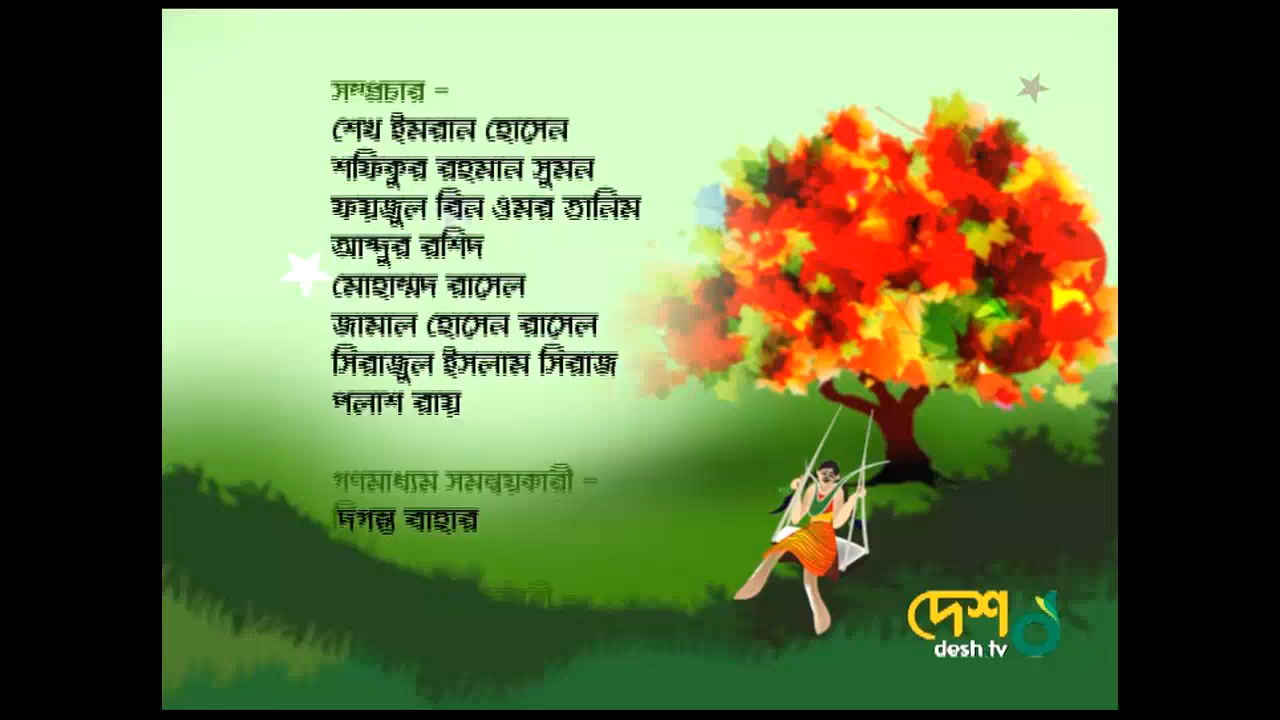 সম্প্রচার –
শেখ ইমরান হোসেন
শফিকুর রহমান সুমন
ফয়জুল বিন ওমর তানিম
আব্দুর রশিদ
মোহাম্মদ রাসেল
জামাল হোসেন রাসেল
সিরাজুল ইসলাম সিরাজ
পলাশ রায়
গণমাধ্যম সমন্বয়কারী –
দিগন্ত বাহার
দেশ
desh tv